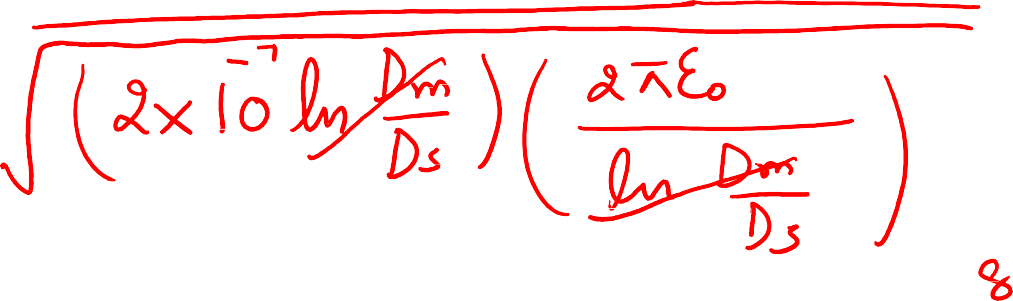 √((2×10⁻⁷ ln Dm/Ds)(2πε₀/(ln Dm/Ds)))
8